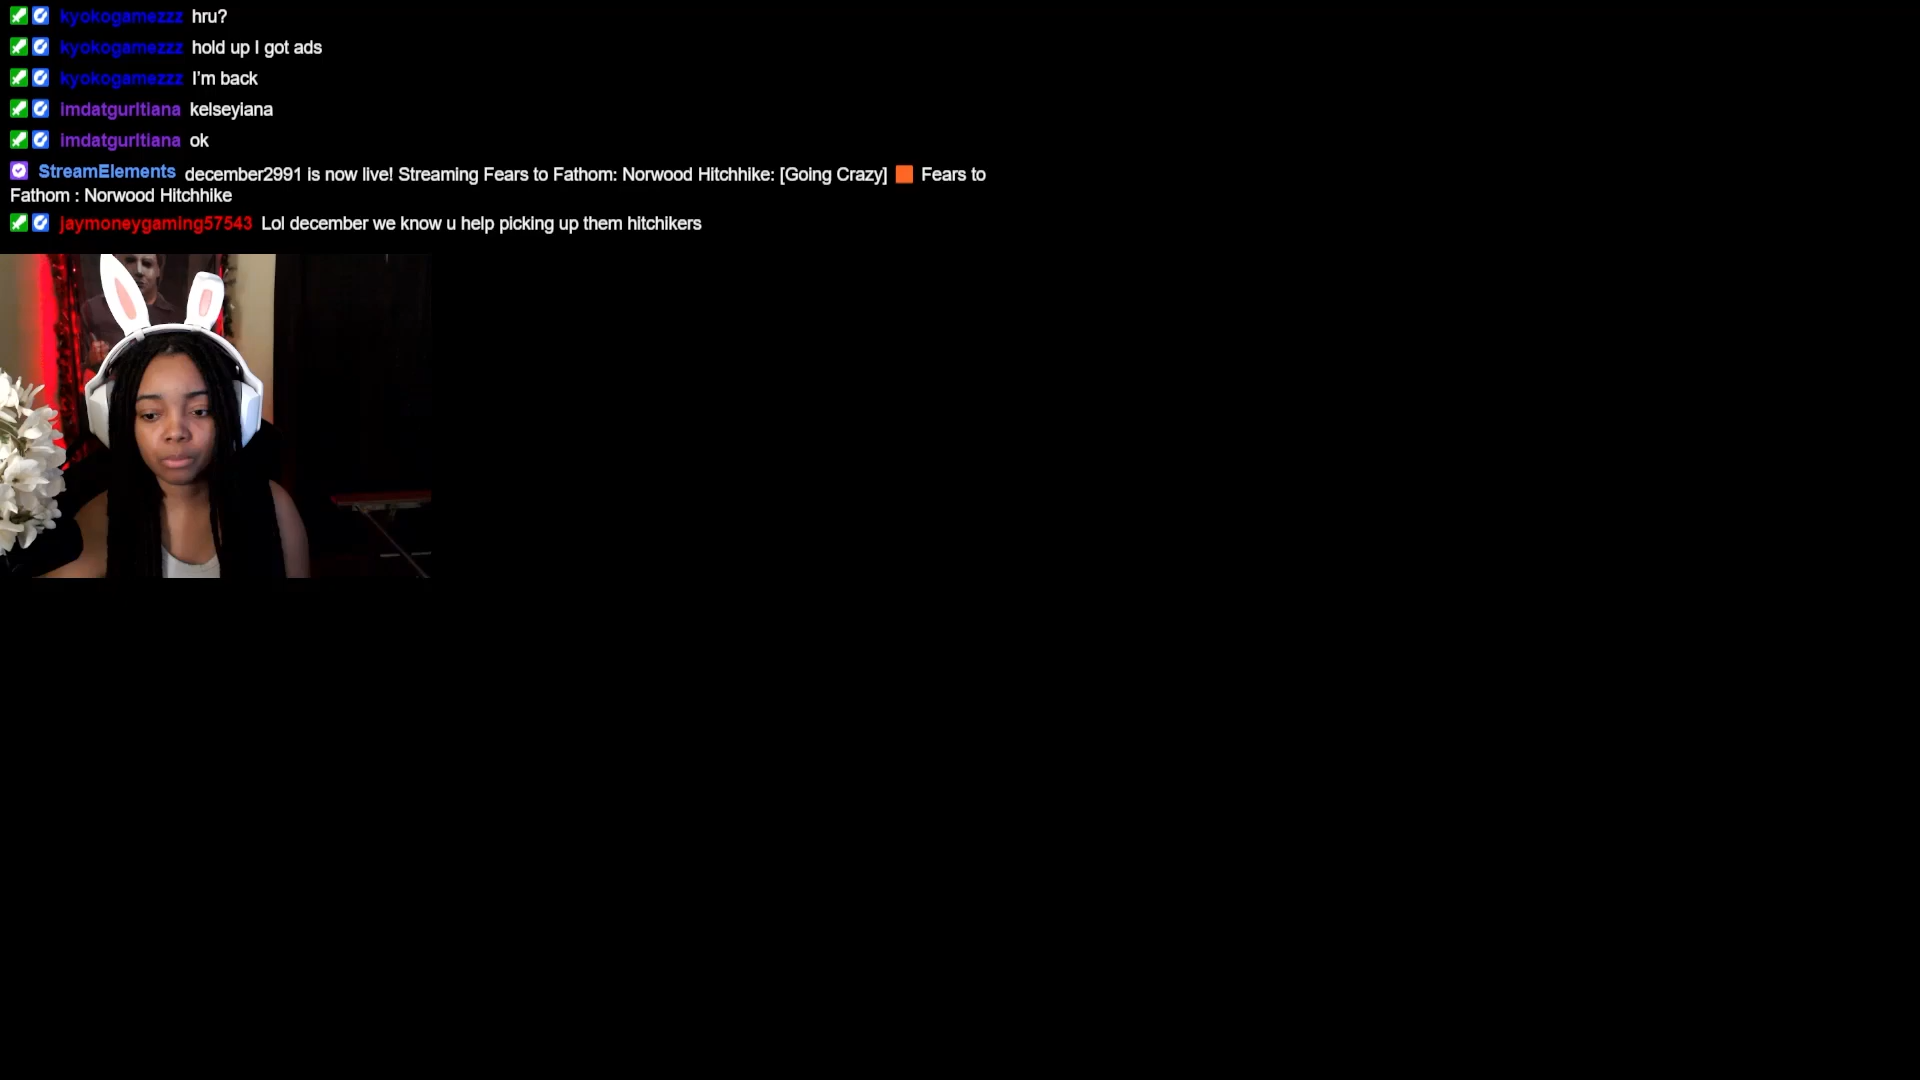 kyokogamezzz hru?
kyokogamezzz hold up I got ads
kyokogamezzz I'm back
imdatgurltiana kelseyiana
imdatgurltiana ok
StreamElements december2991 is now live! Streaming Fears to Fathom: Norwood Hitchhike: [Going Crazy] 🟧 Fears to
Fathom : Norwood Hitchhike
jaymoneygaming57543 Lol december we know u help picking up them hitchikers